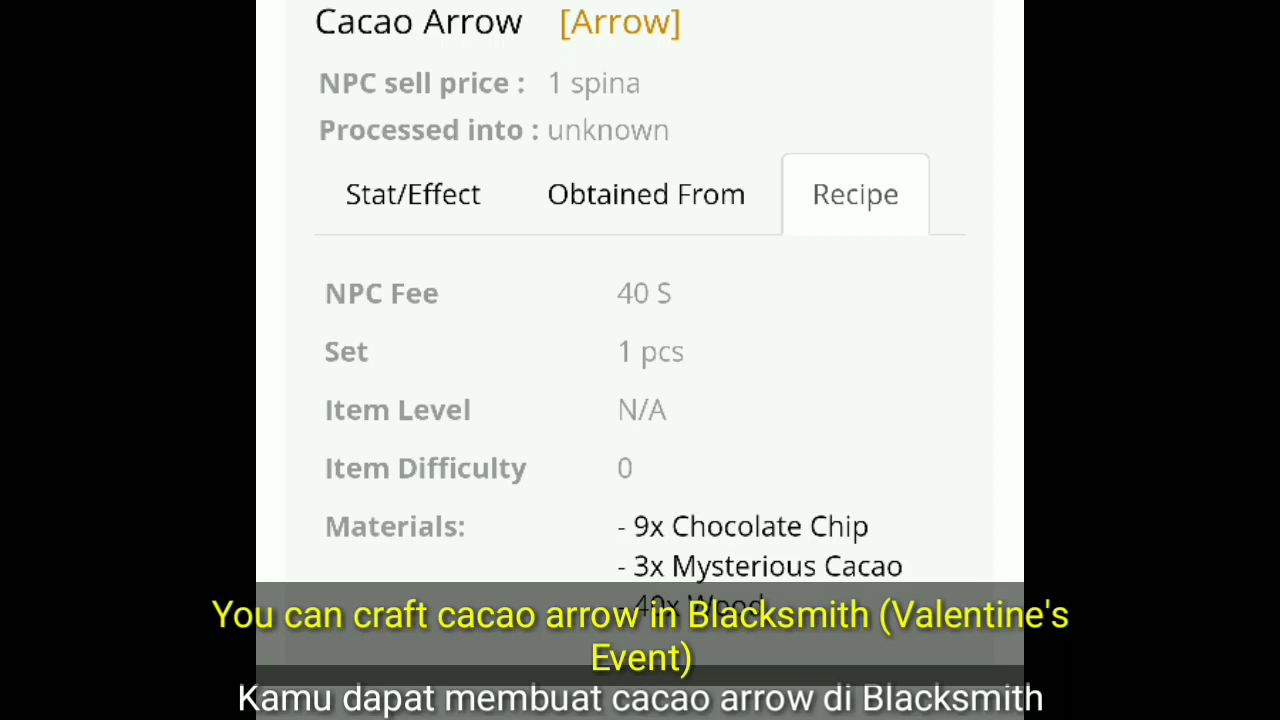 Cacao Arrow [Arrow]
NPC sell price : 1 spina
Processed into : unknown
Stat/Effect Obtained From Recipe
NPC Fee 40 S
Set 1 pcs
Item Level N/A
Item Difficulty 0
Materials: - 9x Chocolate Chip
- 3x Mysterious Cacao
Wood
You can craft cacao arrow in Blacksmith (Valentine's
Event)
Kamu dapat membuat cacao arrow di Blacksmith